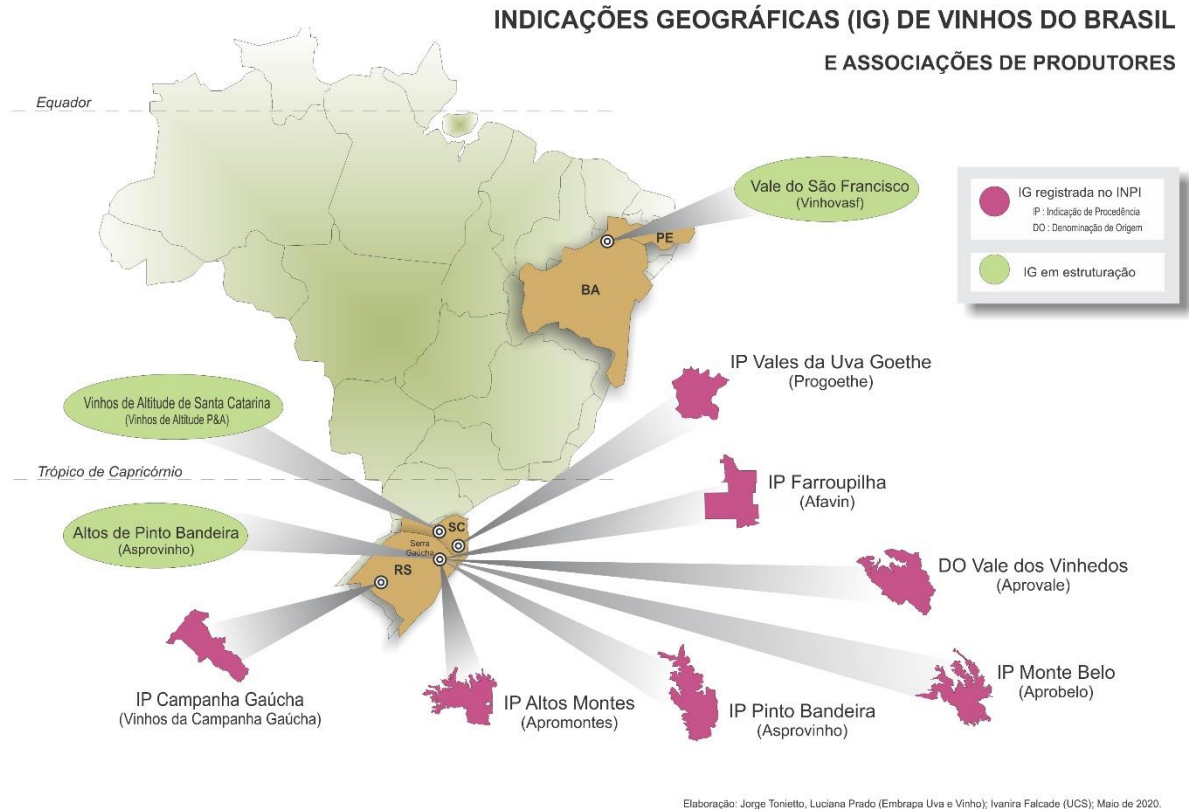 INDICAÇÕES GEOGRÁFICAS (IG) DE VINHOS DO BRASIL
E ASSOCIAÇÕES DE PRODUTORES
Equador
Vale do São Francisco
(Vinhovasf)
IG registrada no INPI
IP : Indicação de Procedência
DO : Denominação de Origem
IG em estruturação
PE
BA
IP Vales da Uva Goethe
(Progoethe)
Vinhos de Altitude de Santa Catarina
(Vinhos de Altitude P&A)
Trópico de Capricórnio
IP Farroupilha
(Afavin)
Altos de Pinto Bandeira
(Asprovinho)
SC
Serra
Gaúcha
RS
DO Vale dos Vinhedos
(Aprovale)
IP Campanha Gaúcha
(Vinhos da Campanha Gaúcha)
IP Altos Montes
(Apromontes)
IP Pinto Bandeira
(Asprovinho)
IP Monte Belo
(Aprobelo)
Elaboração: Jorge Tonietto, Luciana Prado (Embrapa Uva e Vinho); Ivanira Falcade (UCS); Maio de 2020.